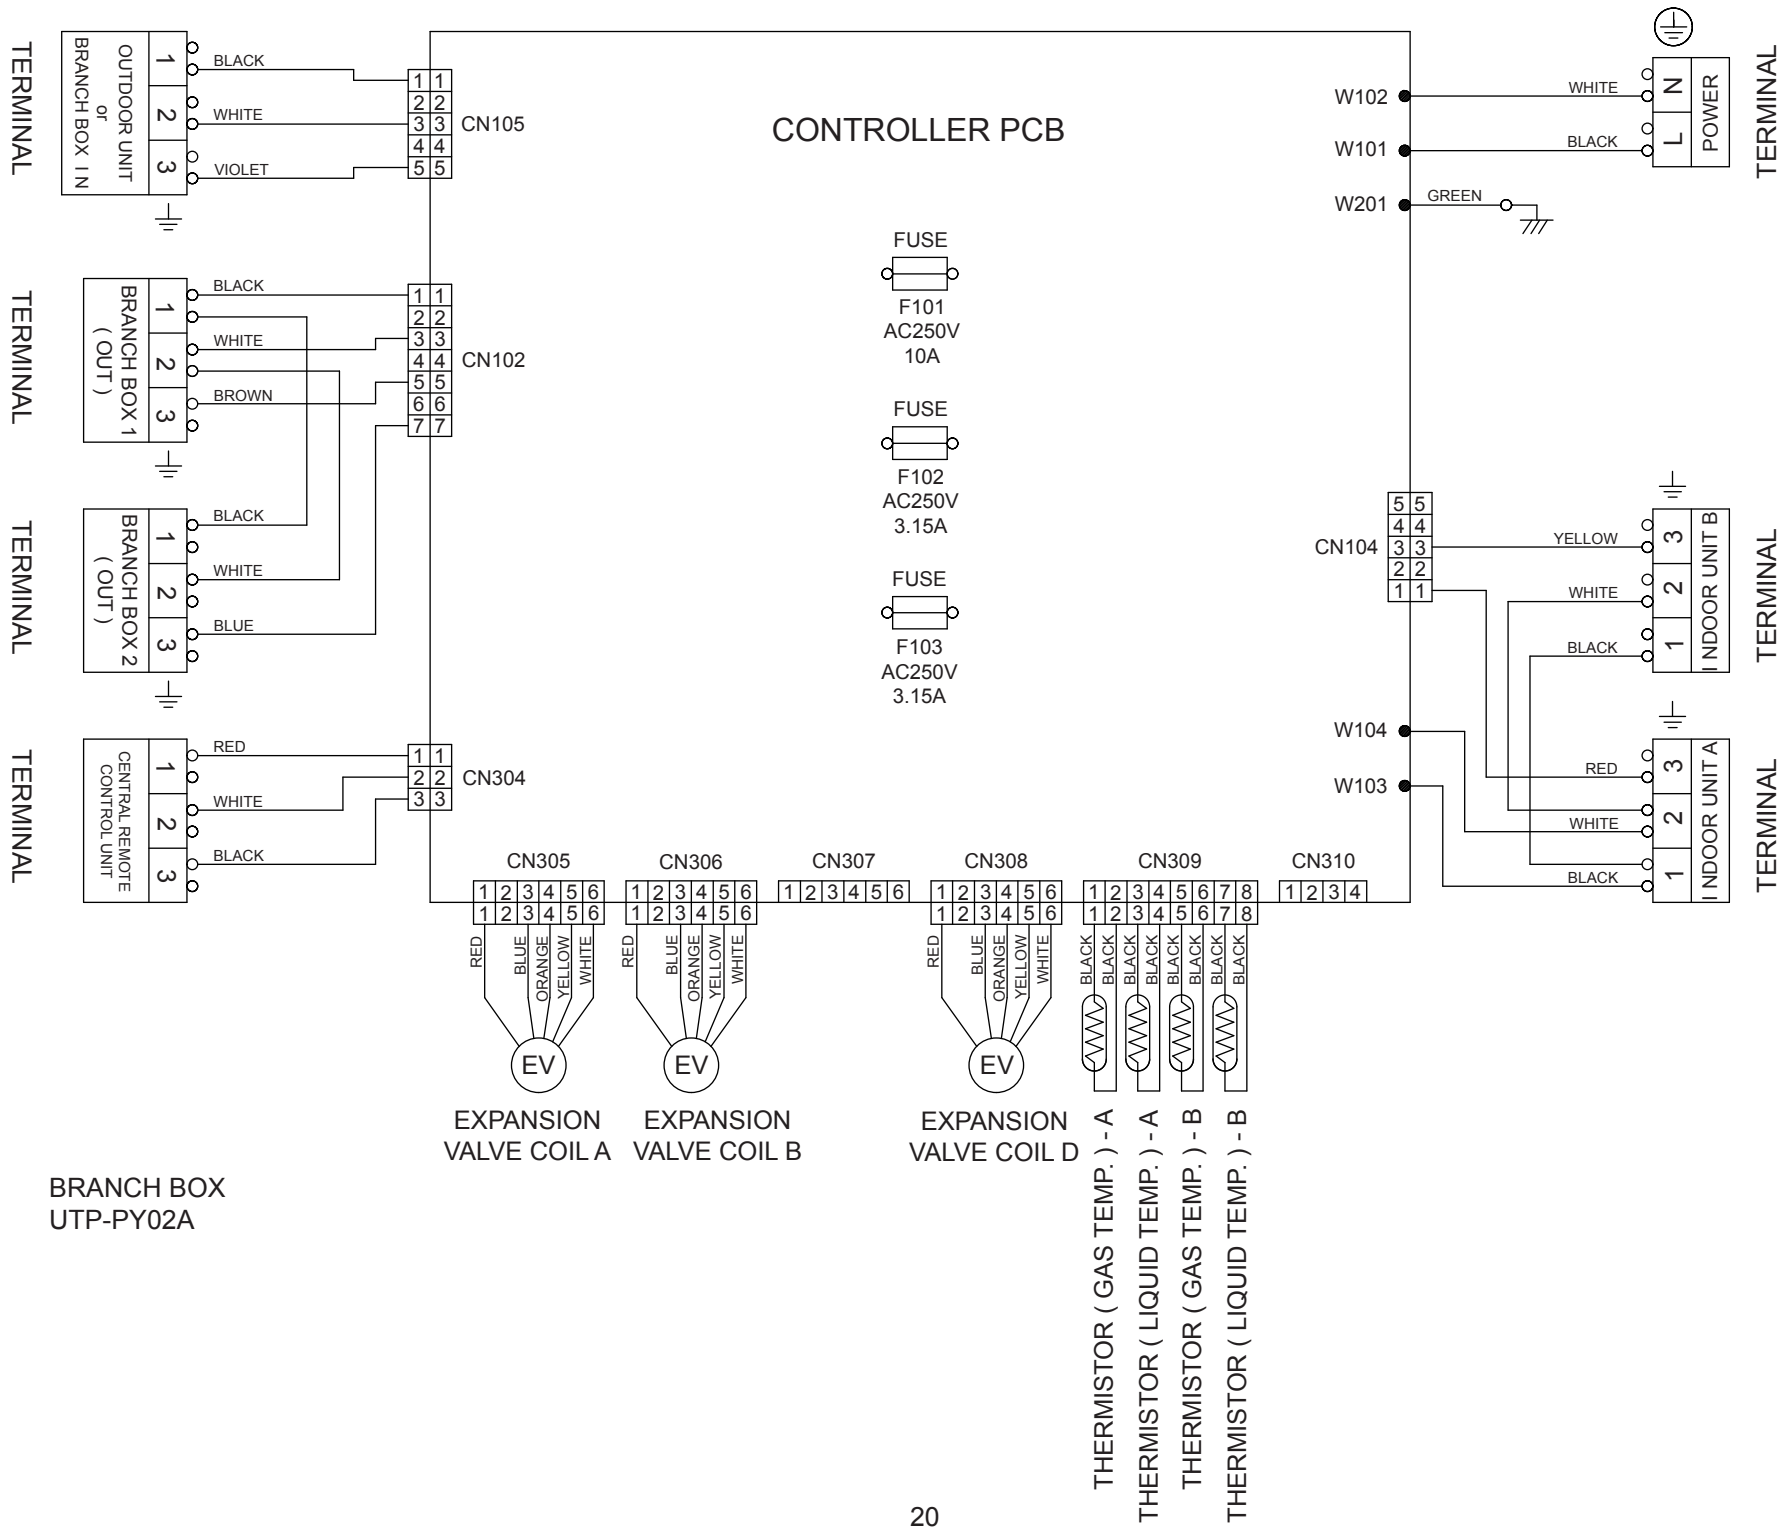 TERMINAL
OUTDOOR UNIT
or
BRANCH BOX IN
1
2
3
BLACK
WHITE
VIOLET
1 1
2 2
3 3
4 4
5 5
CN105
CONTROLLER PCB
W102
W101
W201
WHITE
BLACK
GREEN
N
L
POWER
TERMINAL
TERMINAL
BRANCH BOX 1
( OUT )
1
2
3
BLACK
WHITE
BROWN
1 1
2 2
3 3
4 4
5 5
6 6
7 7
CN102
FUSE
F101
AC250V
10A
FUSE
F102
AC250V
3.15A
FUSE
F103
AC250V
3.15A
TERMINAL
BRANCH BOX 2
( OUT )
1
2
3
BLACK
WHITE
BLUE
CN104
5 5
4 4
3 3
2 2
1 1
YELLOW
WHITE
BLACK
3
2
1
INDOOR UNIT B
TERMINAL
TERMINAL
CENTRAL REMOTE
CONTROL UNIT
1
2
3
RED
WHITE
BLACK
1 1
2 2
3 3
CN304
W104
W103
RED
WHITE
BLACK
3
2
1
INDOOR UNIT A
TERMINAL
CN305
1 2 3 4 5 6
1 2 3 4 5 6
RED
BLUE
ORANGE
YELLOW
WHITE
EV
EXPANSION
VALVE COIL A
CN306
1 2 3 4 5 6
1 2 3 4 5 6
RED
BLUE
ORANGE
YELLOW
WHITE
EV
EXPANSION
VALVE COIL B
CN307
1 2 3 4 5 6
CN308
1 2 3 4 5 6
1 2 3 4 5 6
RED
BLUE
ORANGE
YELLOW
WHITE
EV
EXPANSION
VALVE COIL D
CN309
1 2 3 4 5 6 7 8
1 2 3 4 5 6 7 8
BLACK
BLACK
BLACK
BLACK
BLACK
BLACK
BLACK
BLACK
THERMISTOR ( GAS TEMP. ) - A
THERMISTOR ( LIQUID TEMP. ) - A
THERMISTOR ( GAS TEMP. ) - B
THERMISTOR ( LIQUID TEMP. ) - B
CN310
1 2 3 4
BRANCH BOX
UTP-PY02A
20